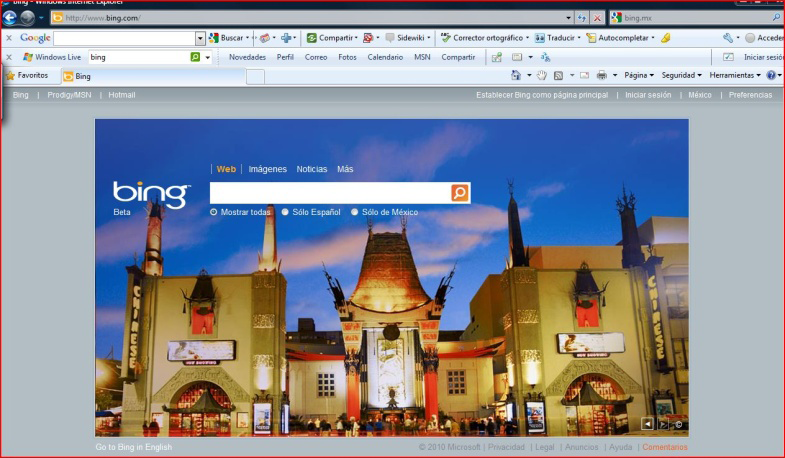 Bing - Windows Internet Explorer
http://www.bing.com/
bing.mx
x Google Buscar Compartir Sidewiki Corrector ortográfico Traducir Autocompletar Acceder
x Windows Live bing Novedades Perfil Correo Fotos Calendario MSN Compartir Iniciar sesión
Favoritos Bing Página Seguridad Herramientas
Bing | Prodigy/MSN | Hotmail Establecer Bing como página principal | Iniciar sesión | México | Preferencias
Web | Imágenes Noticias Más
bing
Beta
Mostrar todas Sólo Español Sólo de México
CHINESE
CHINESE
NOW SHOWING
NOW SHOWING
Go to Bing in English © 2010 Microsoft | Privacidad | Legal | Anuncios | Ayuda | Comentarios